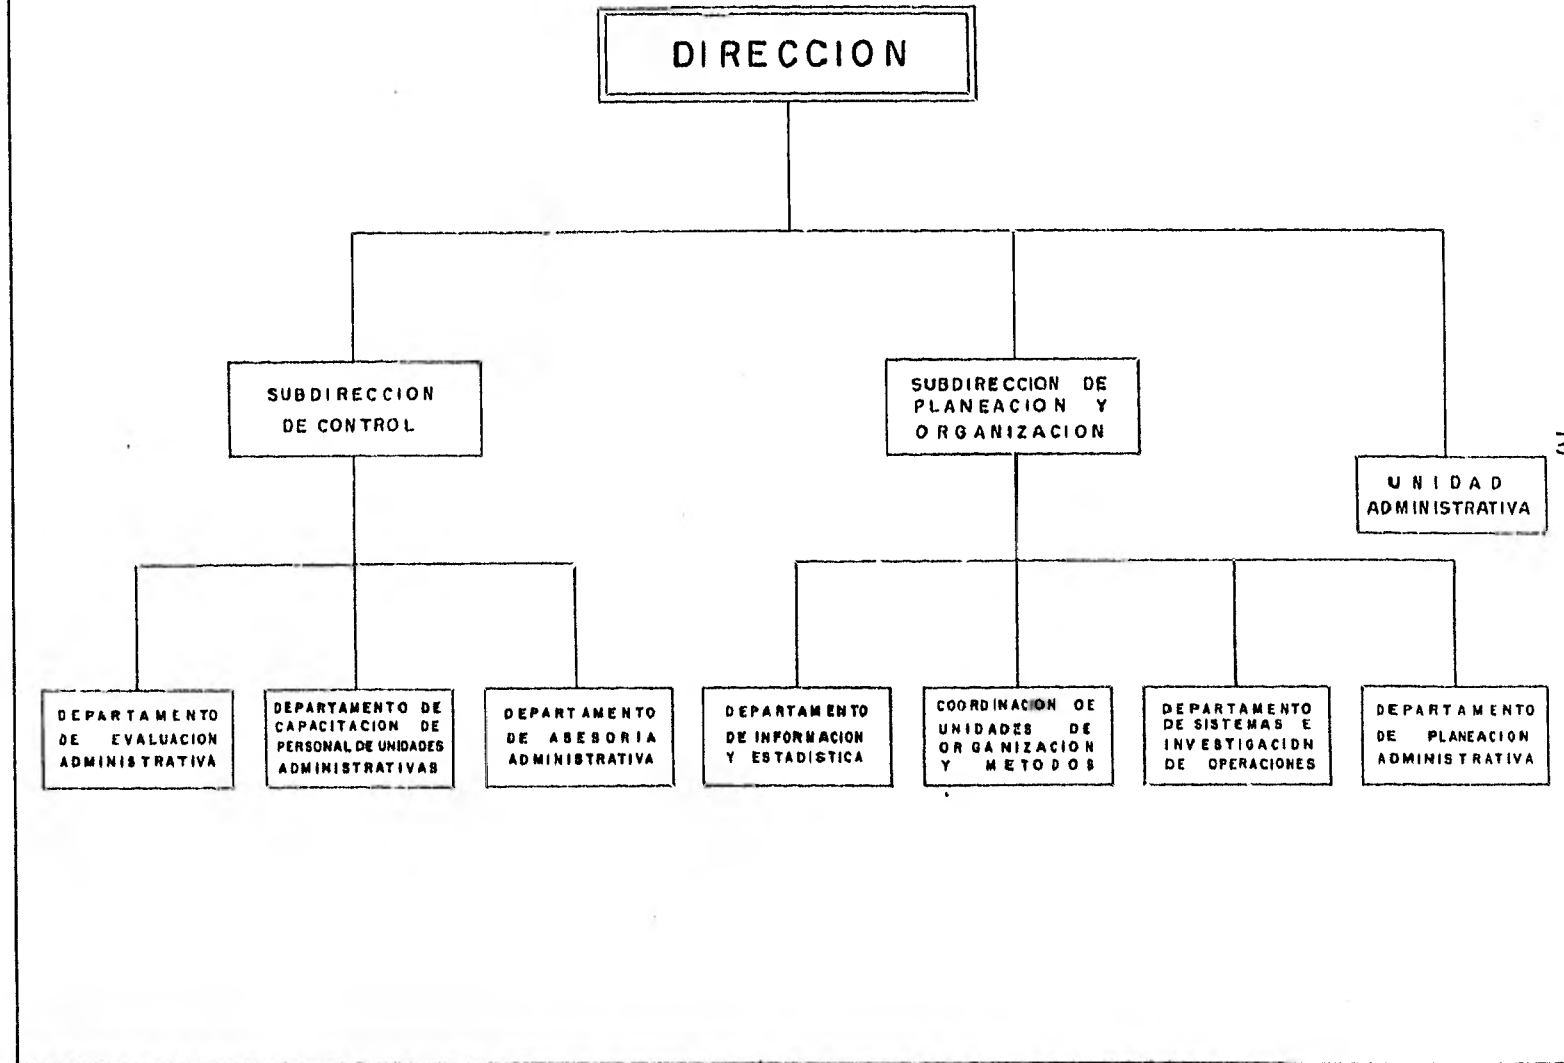 DIRECCION
SUBDIRECCION
DE CONTROL
SUBDIRECCION DE
PLANEACION Y
ORGANIZACION
UNIDAD
ADMINISTRATIVA
DEPARTAMENTO
DE EVALUACION
ADMINISTRATIVA
DEPARTAMENTO DE
CAPACITACION DE
PERSONAL DE UNIDADES
ADMINISTRATIVAS
DEPARTAMENTO
DE ASESORIA
ADMINISTRATIVA
DEPARTAMENTO
DE INFORMACION
Y ESTADISTICA
COORDINACION DE
UNIDADES DE
ORGANIZACION
Y METODOS
DEPARTAMENTO
DE SISTEMAS E
INVESTIGACION
DE OPERACIONES
DEPARTAMENTO
DE PLANEACION
ADMINISTRATIVA